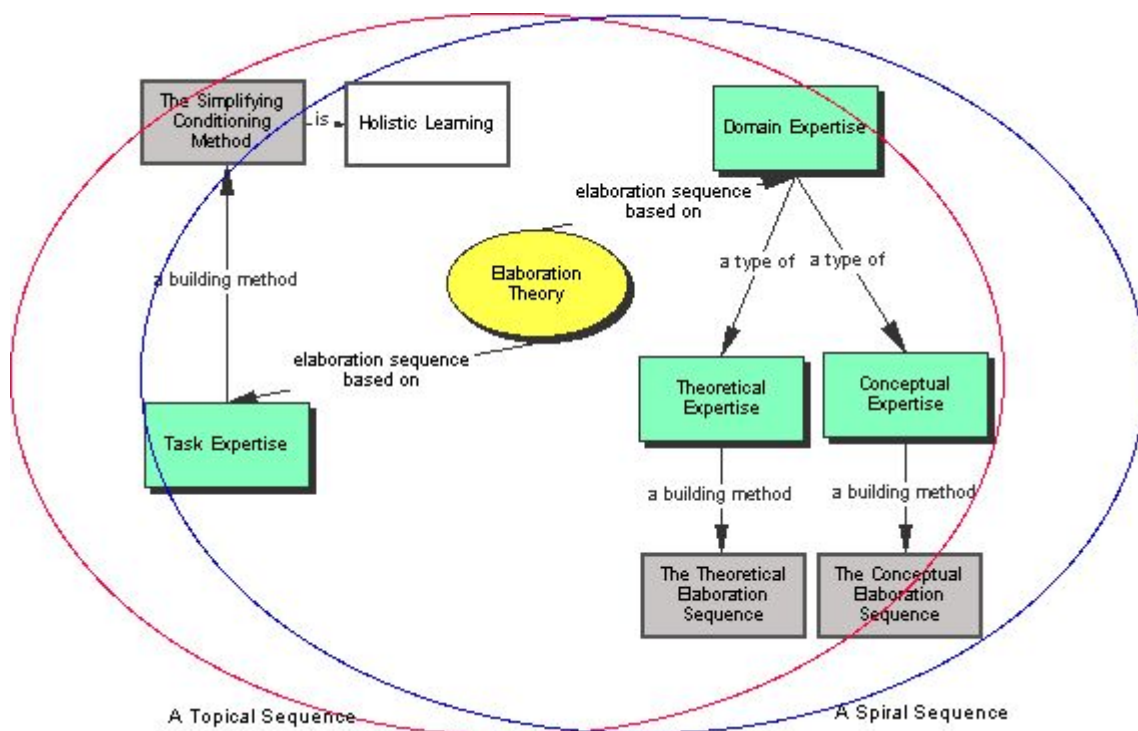 The Simplifying
Conditioning
Method
is
Holistic Learning
Domain Expertise
elaboration sequence
based on
Elaboration
Theory
a type of
a type of
a building method
elaboration sequence
based on
Task Expertise
Theoretical
Expertise
Conceptual
Expertise
a building method
a building method
The Theoretical
Elaboration
Sequence
The Conceptual
Elaboration
Sequence
A Topical Sequence
A Spiral Sequence